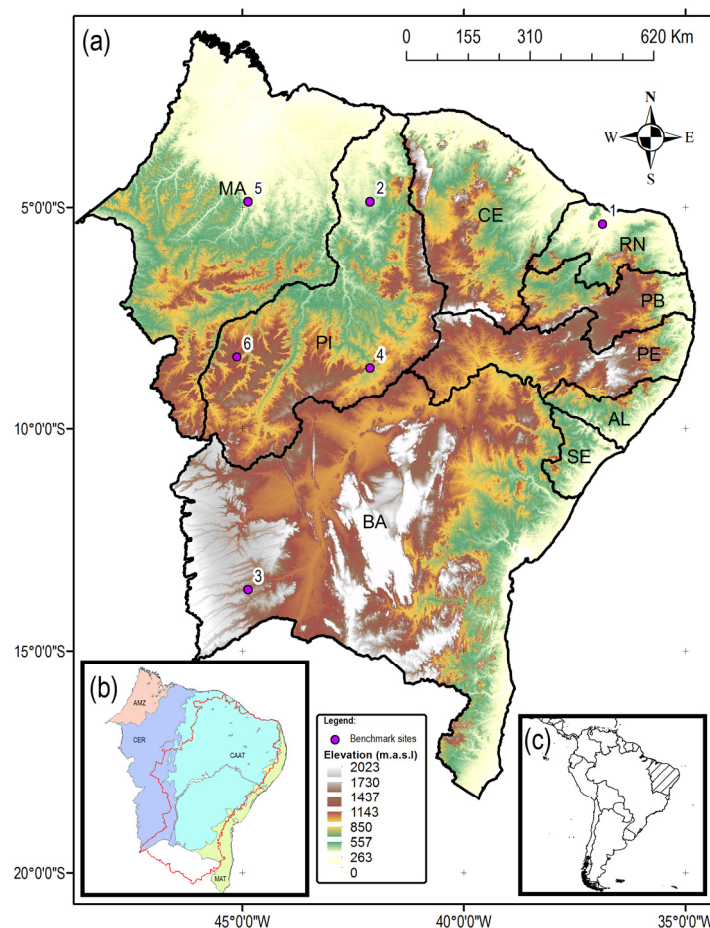 (a)
0 155 310 620 Km
N
W E
S
5°0'0"S
MA 5
2
CE
1
RN
PB
PI
6
4
PE
10°0'0"S
AL
SE
BA
3
15°0'0"S
(b)
AMZ
CER
CAAT
MAT
Legend:
Benchmark sites
Elevation (m.a.s.l)
2023
1730
1437
1143
850
557
263
0
(c)
20°0'0"S
45°0'0"W 40°0'0"W 35°0'0"W